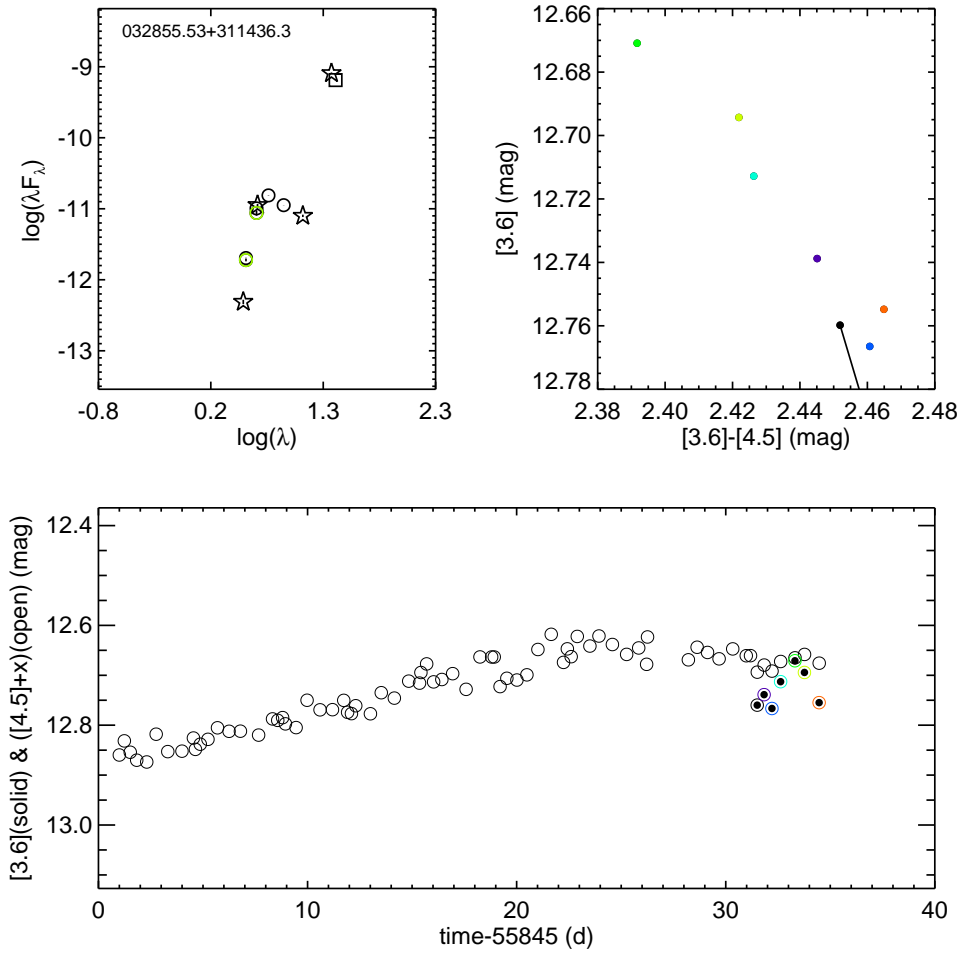 032855.53+311436.3
-9
-10
-11
-12
-13
log(λFλ)
-0.8 0.2 1.3 2.3
log(λ)
12.66
12.68
12.70
12.72
12.74
12.76
12.78
[3.6] (mag)
2.38 2.40 2.42 2.44 2.46 2.48
[3.6]-[4.5] (mag)
12.4
12.6
12.8
13.0
[3.6](solid) & ([4.5]+x)(open) (mag)
0 10 20 30 40
time-55845 (d)